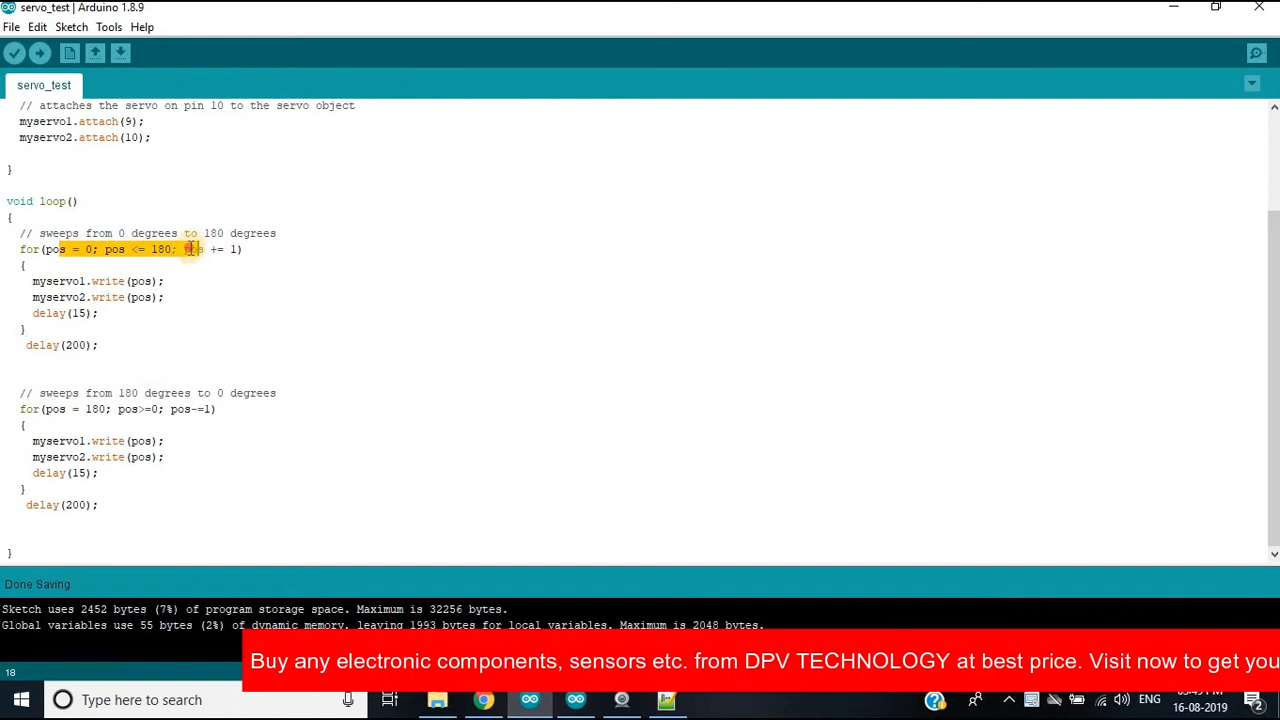 servo_test | Arduino 1.8.9
File Edit Sketch Tools Help
servo_test
// attaches the servo on pin 10 to the servo object
myservo1.attach(9);
myservo2.attach(10);
}
void loop()
{
// sweeps from 0 degrees to 180 degrees
for(pos = 0; pos <= 180; pos += 1)
{
myservo1.write(pos);
myservo2.write(pos);
delay(15);
}
delay(200);
// sweeps from 180 degrees to 0 degrees
for(pos = 180; pos>=0; pos-=1)
{
myservo1.write(pos);
myservo2.write(pos);
delay(15);
}
delay(200);
}
Done Saving
Sketch uses 2452 bytes (7%) of program storage space. Maximum is 32256 bytes.
Global variables use 55 bytes (2%) of dynamic memory, leaving 1993 bytes for local variables. Maximum is 2048 bytes.
Buy any electronic components, sensors etc. from DPV TECHNOLOGY at best price. Visit now to get you
18
Type here to search
ENG
16-08-2019
2